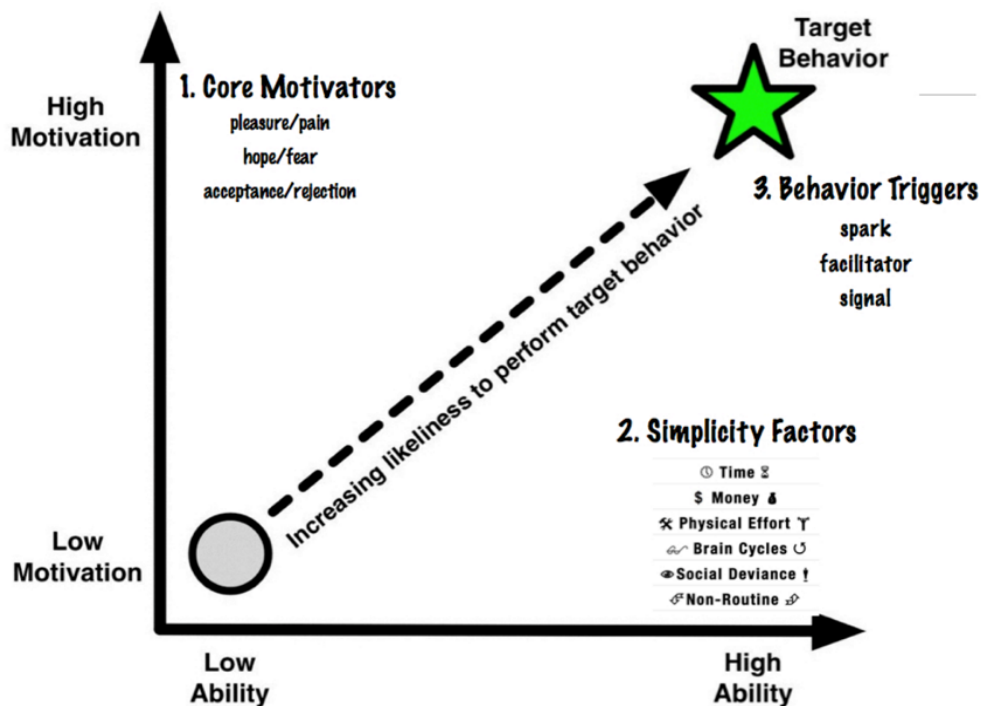 Target
Behavior
High
Motivation
1. Core Motivators
pleasure/pain
hope/fear
acceptance/rejection
3. Behavior Triggers
spark
facilitator
signal
Increasing likeliness to perform target behavior
2. Simplicity Factors
Time
$ Money
Physical Effort
Brain Cycles
Social Deviance
Non-Routine
Low
Motivation
Low
Ability
High
Ability